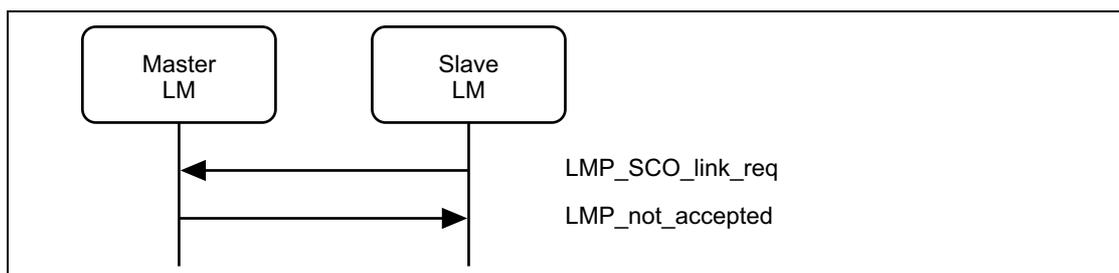 Master
LM
Slave
LM
LMP_SCO_link_req
LMP_not_accepted